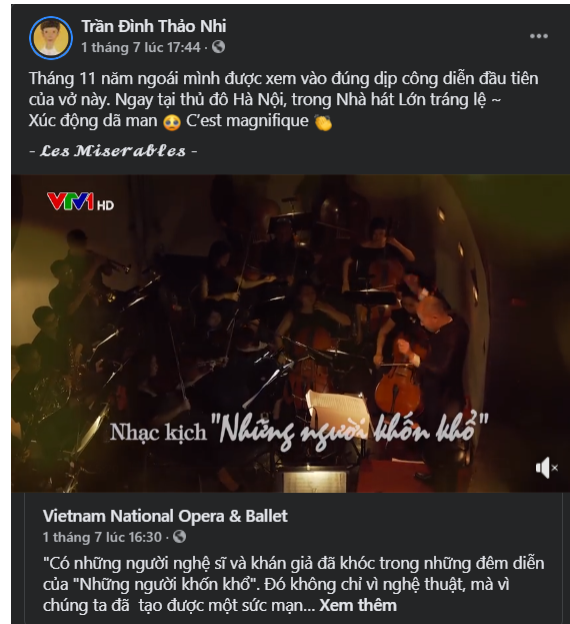 Trần Đình Thảo Nhi
1 tháng 7 lúc 17:44 ·
Tháng 11 năm ngoái mình được xem vào đúng dịp công diễn đầu tiên
của vở này. Ngay tại thủ đô Hà Nội, trong Nhà hát Lớn tráng lệ ~
Xúc động dã man 🥺 C'est magnifique 👏
- 𝓛𝓮𝓼 𝓜𝓲𝓼𝓮𝓻𝓪𝓫𝓵𝓮𝓼 -
VTV1 HD
Nhạc kịch "Những người khốn khổ"
Vietnam National Opera & Ballet
1 tháng 7 lúc 16:30 ·
"Có những người nghệ sĩ và khán giả đã khóc trong những đêm diễn
của "Những người khốn khổ". Đó không chỉ vì nghệ thuật, mà vì
chúng ta đã tạo được một sức mạn... Xem thêm